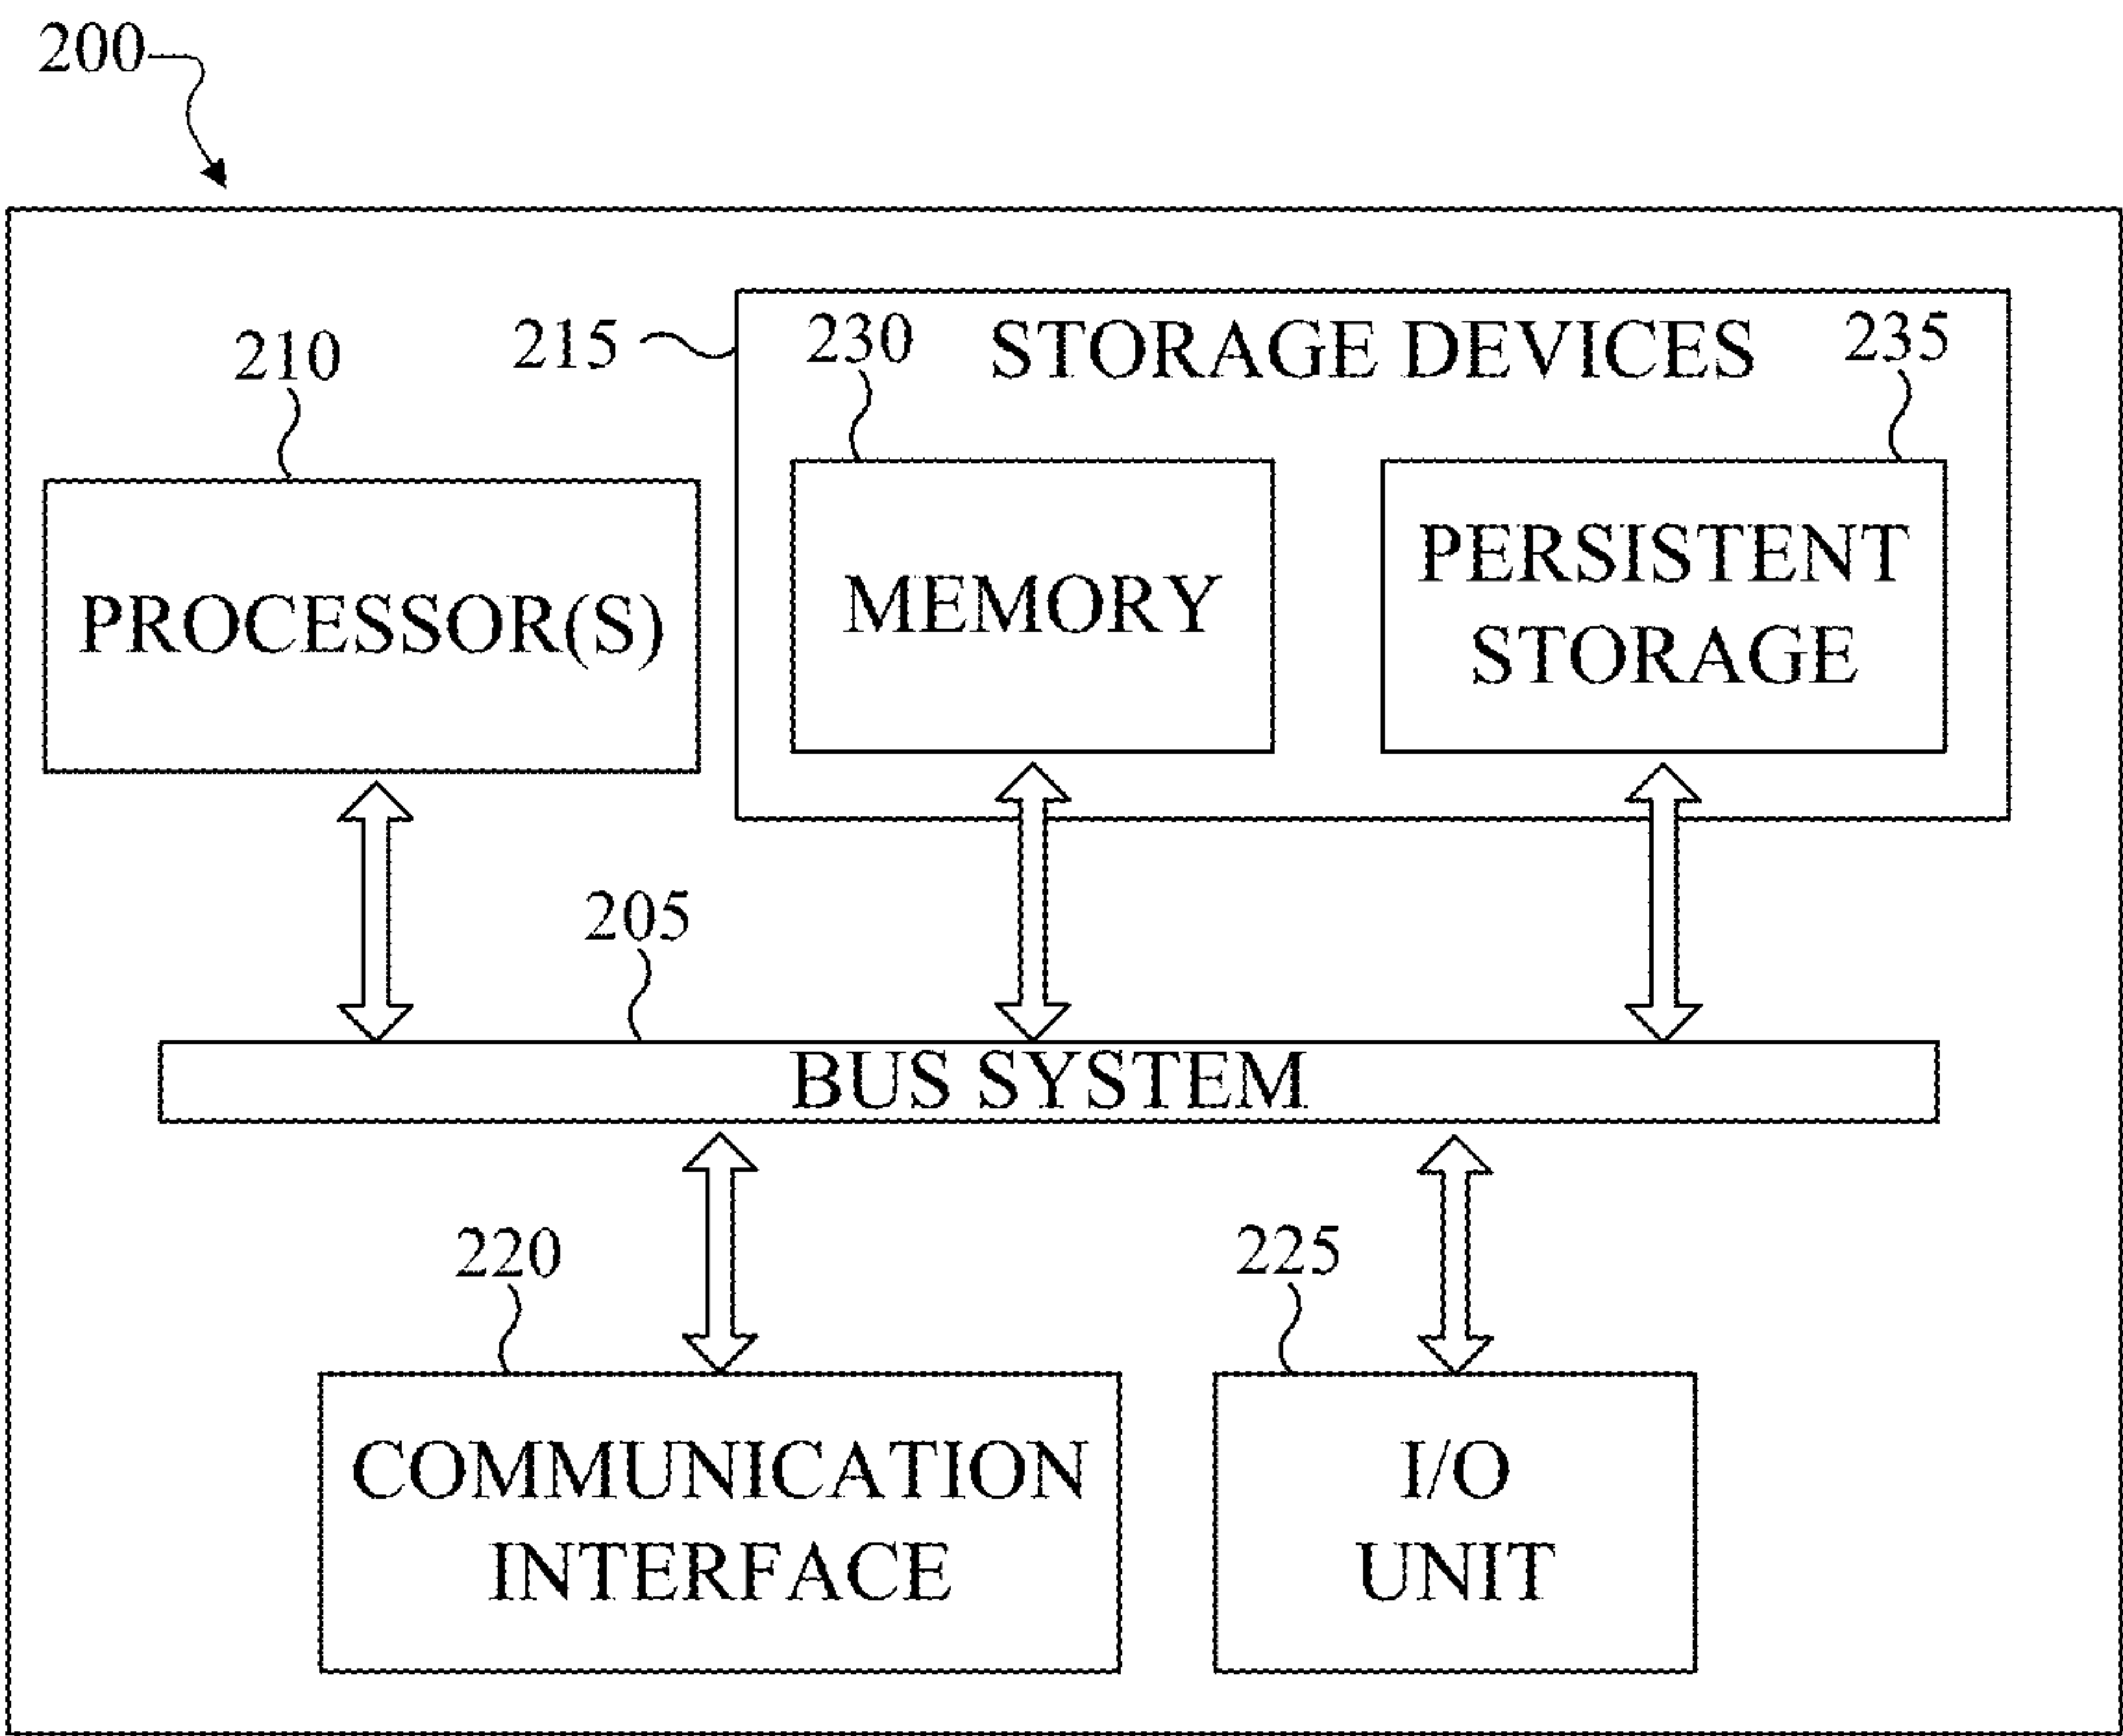 200
210
215
230
STORAGE DEVICES
235
PROCESSOR(S)
MEMORY
PERSISTENT
STORAGE
205
BUS SYSTEM
220
225
COMMUNICATION
INTERFACE
I/O
UNIT